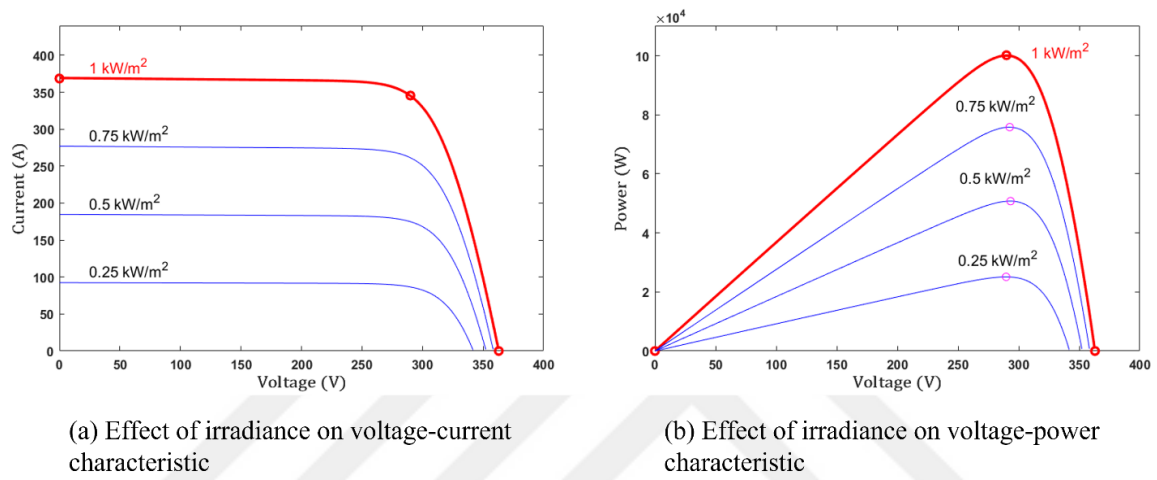 400
350
300
250
200
150
100
50
0
Current (A)
1 kW/m²
0.75 kW/m²
0.5 kW/m²
0.25 kW/m²
0 50 100 150 200 250 300 350 400
Voltage (V)
(a) Effect of irradiance on voltage-current
characteristic
×10⁴
10
8
6
4
2
0
Power (W)
1 kW/m²
0.75 kW/m²
0.5 kW/m²
0.25 kW/m²
0 50 100 150 200 250 300 350 400
Voltage (V)
(b) Effect of irradiance on voltage-power
characteristic